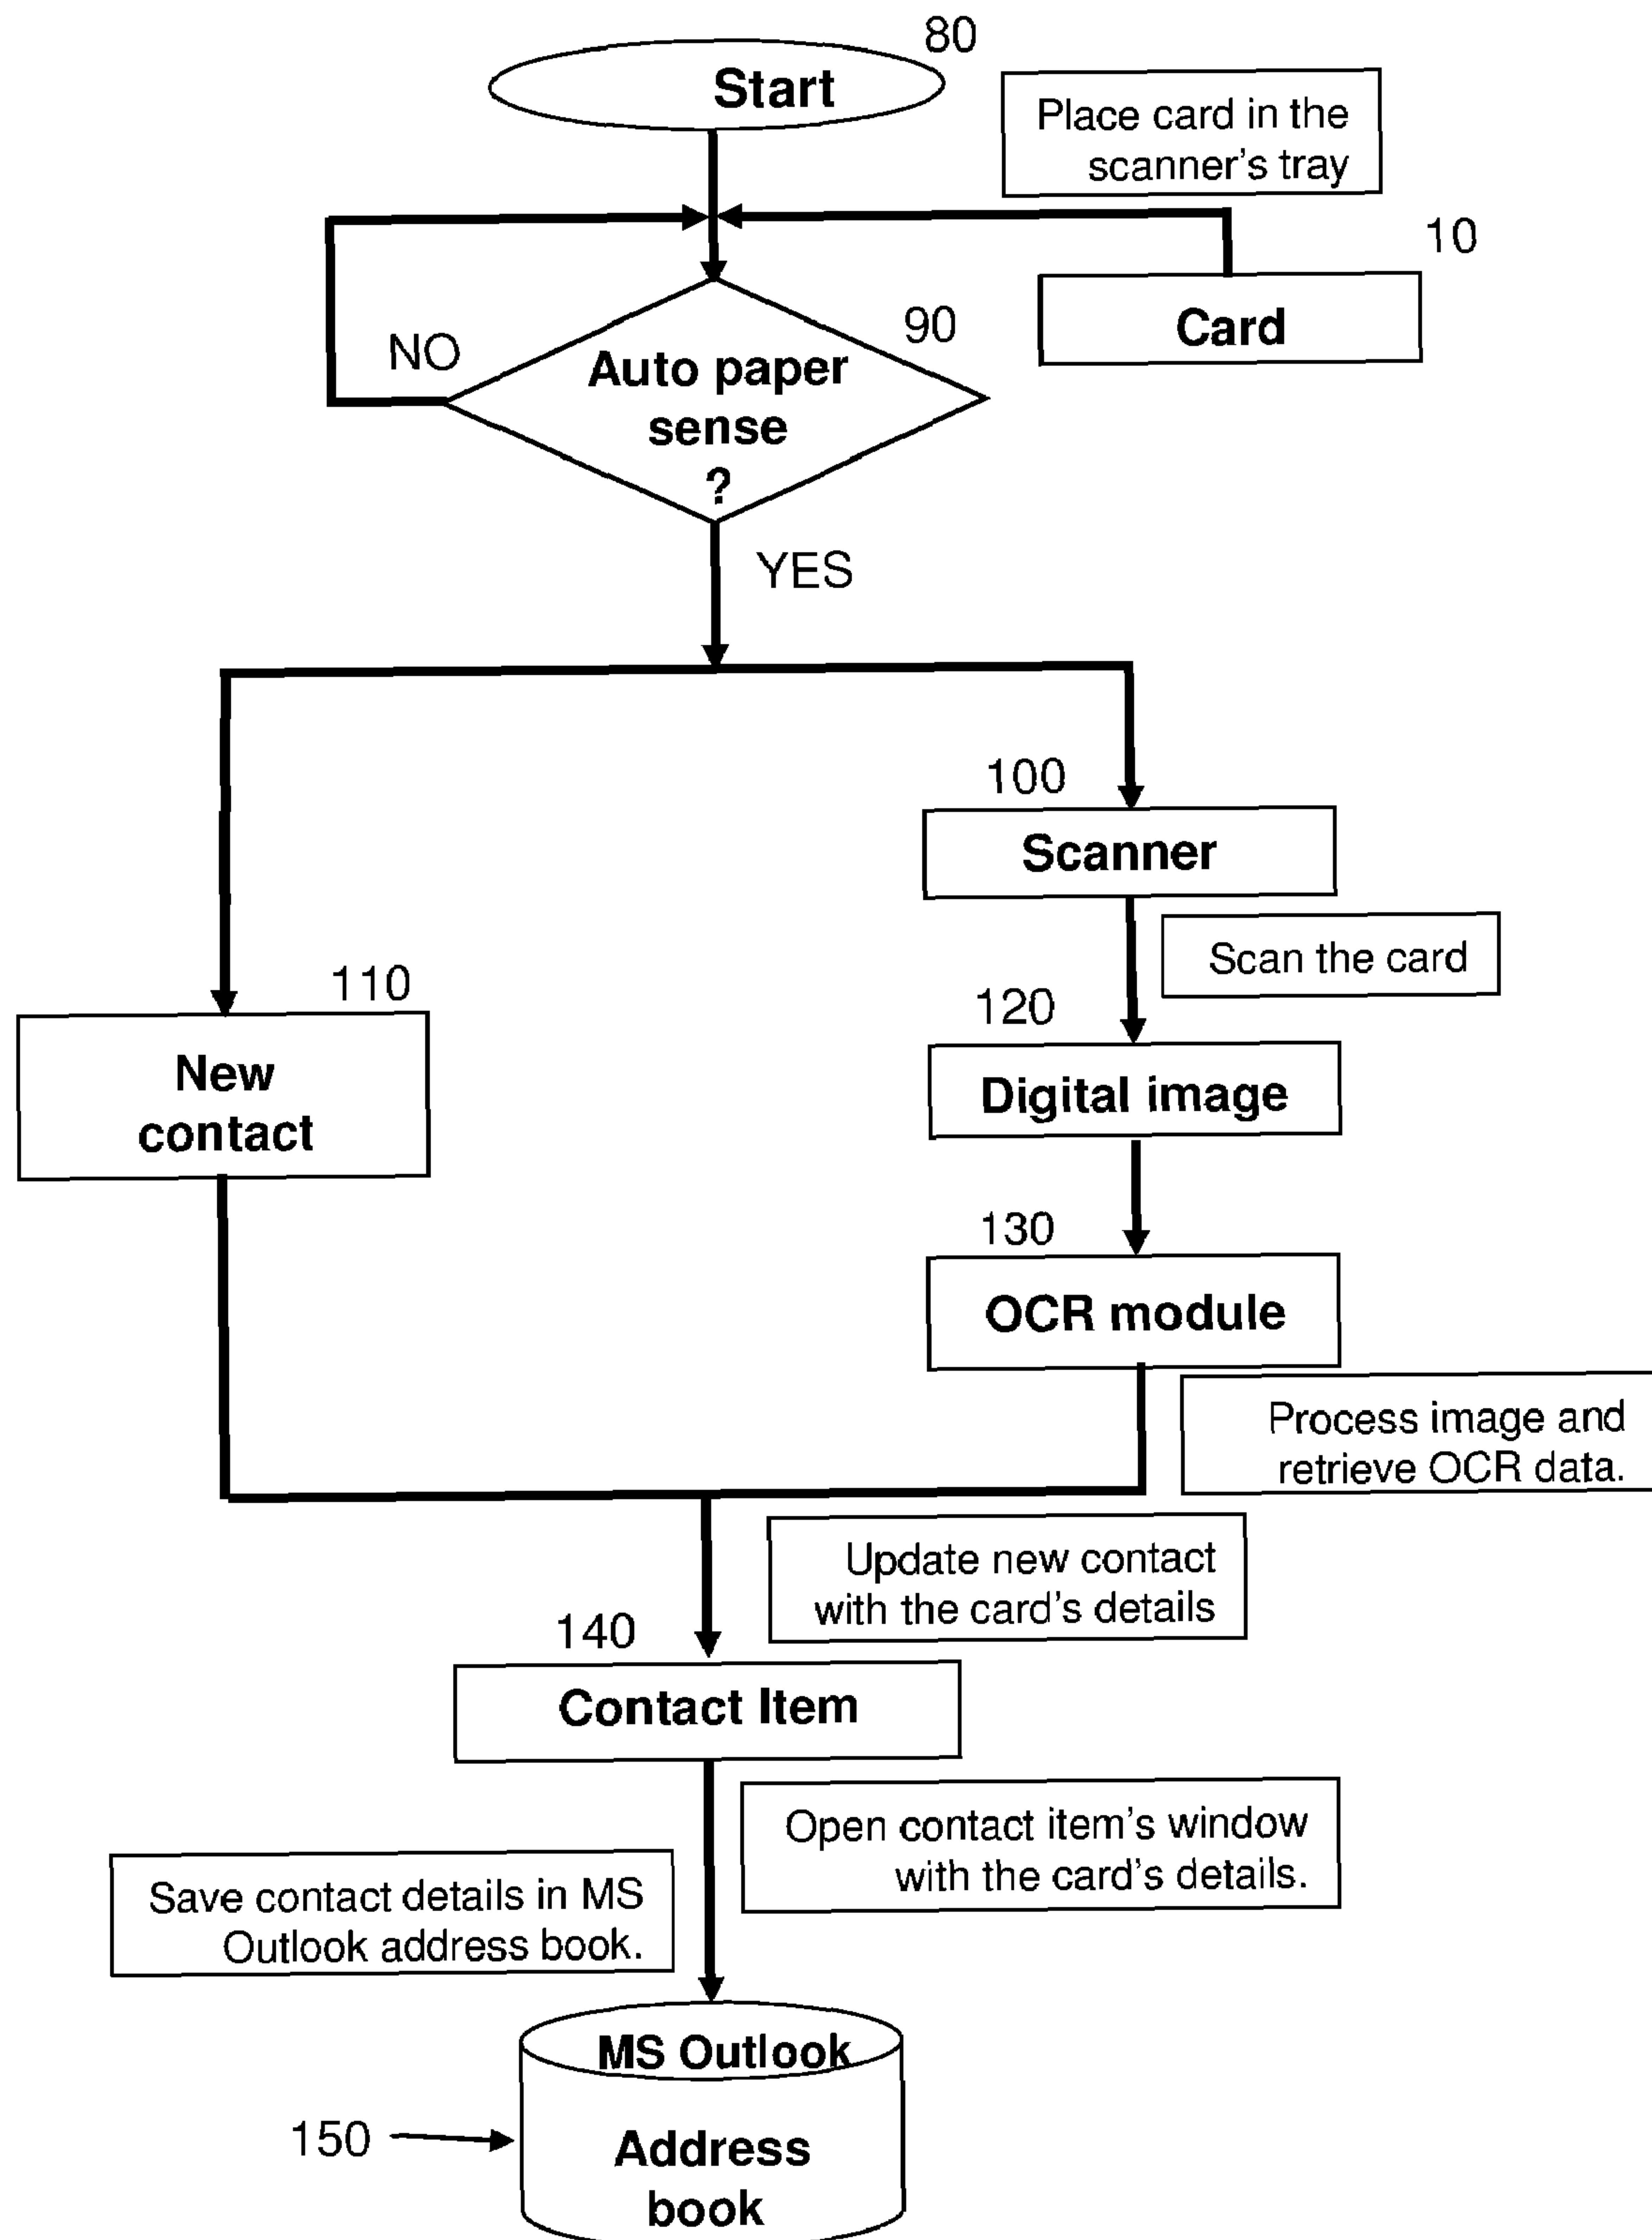 80
Start
Place card in the
scanner's tray
10
Card
NO
90
Auto paper
sense
?
YES
100
Scanner
Scan the card
110
New
contact
120
Digital image
130
OCR module
Process image and
retrieve OCR data.
Update new contact
with the card's details
140
Contact Item
Open contact item's window
with the card's details.
Save contact details in MS
Outlook address book.
MS Outlook
150
Address
book